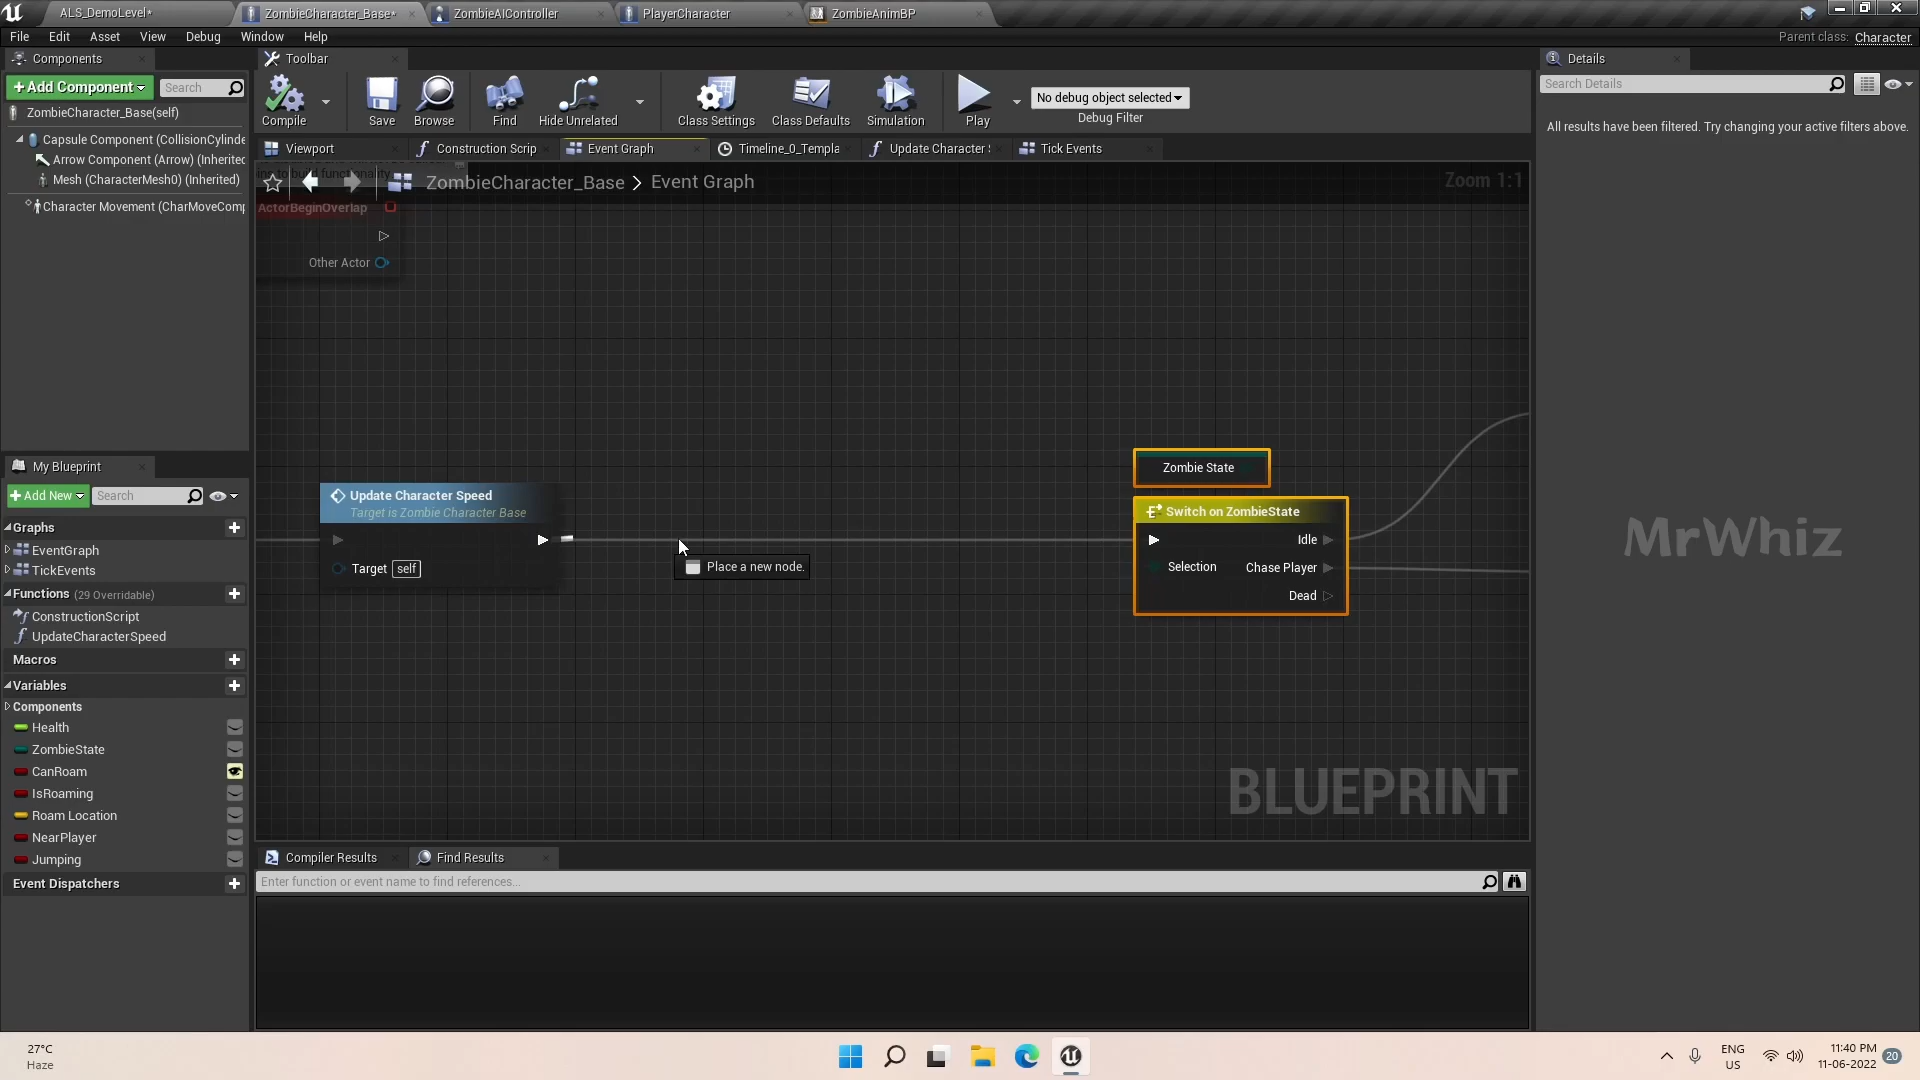 ALS_DemoLevel*
ZombieCharacter_Base*
ZombieAIController
PlayerCharacter
ZombieAnimBP
File
Edit
Asset
View
Debug
Window
Help
Parent class: Character
Components
Toolbar
Details
+Add Component
Search
Compile
Save
Browse
Find
Hide Unrelated
Class Settings
Class Defaults
Simulation
Play
No debug object selected
Debug Filter
Search Details
ZombieCharacter_Base(self)
Capsule Component (CollisionCylinde
Arrow Component (Arrow) (Inherited
Mesh (CharacterMesh0) (Inherited)
Character Movement (CharMoveComp
All results have been filtered. Try changing your active filters above.
Viewport
Construction Scrip
Event Graph
Timeline_0_Templa
Update Character S
Tick Events
ZombieCharacter_Base > Event Graph
Zoom 1:1
ActorBeginOverlap
Other Actor
Update Character Speed
Target is Zombie Character Base
Target self
Place a new node.
Zombie State
Switch on ZombieState
Idle
Selection
Chase Player
Dead
MrWhiz
BLUEPRINT
My Blueprint
+Add New
Search
Graphs
EventGraph
TickEvents
Functions (29 Overridable)
ConstructionScript
UpdateCharacterSpeed
Macros
Variables
Components
Health
ZombieState
CanRoam
IsRoaming
Roam Location
NearPlayer
Jumping
Event Dispatchers
Compiler Results
Find Results
Enter function or event name to find references...
27°C
Haze
ENG
US
11:40 PM
11-06-2022
20